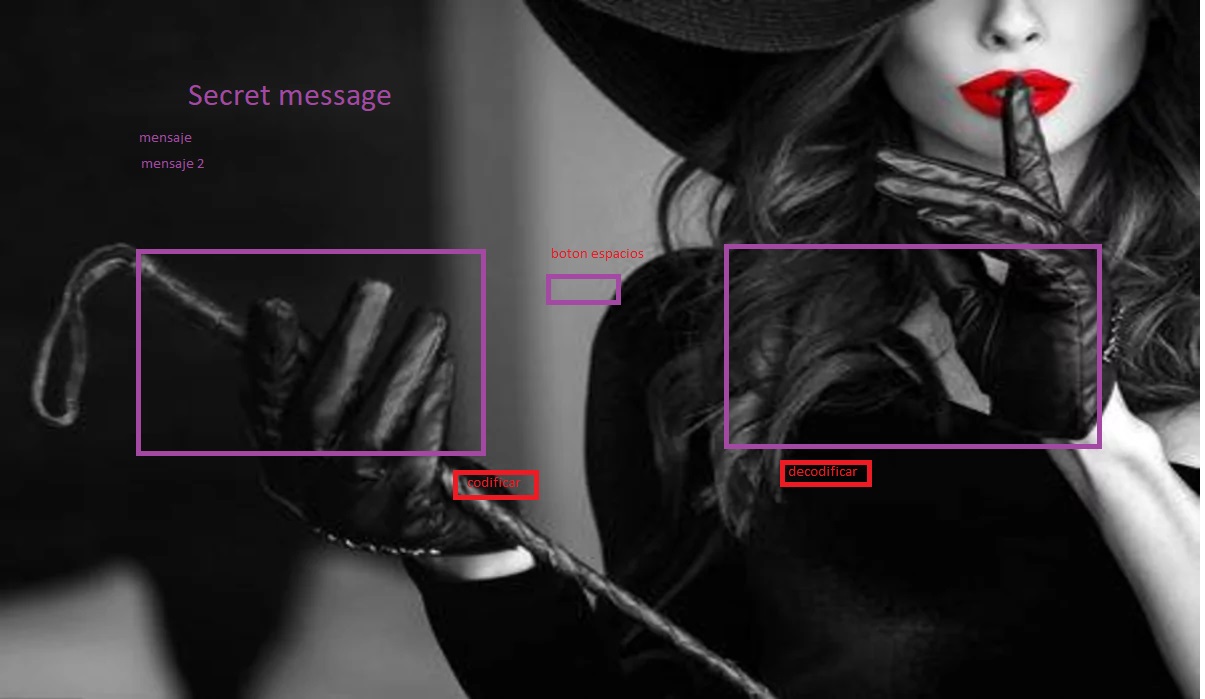 Secret message
mensaje
mensaje 2
boton espacios
codificar
decodificar